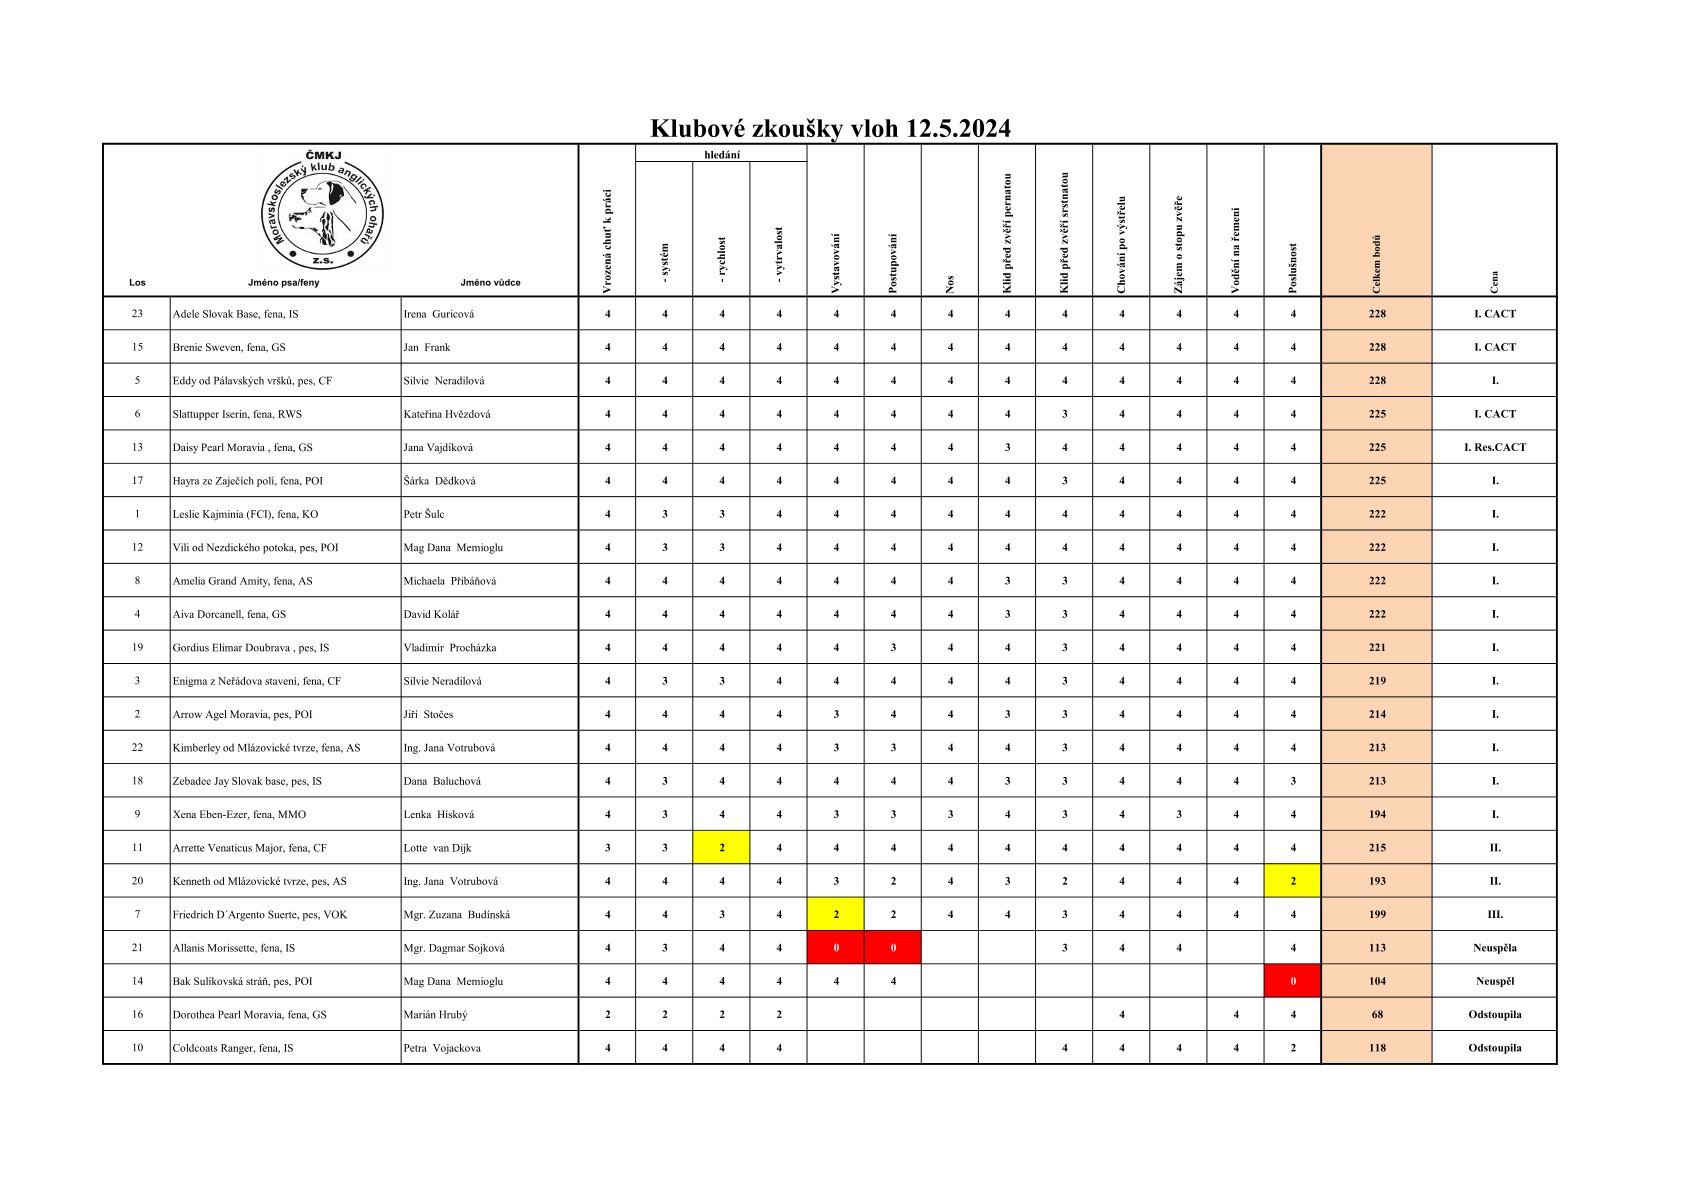 Klubové zkoušky vloh 12.5.2024
ČMKJ
Moravskoslezský klub anglických ohařů
z.s.
hledání
Los Jméno psa/feny Jméno vůdce Vrozená chuť k práci - systém - rychlost - vytrvalost Vystavování Postupování Nos Klid před zvěří pernatou Klid před zvěří srstnatou Chování po výstřelu Zájem o stopu zvěře Vodění na řemeni Poslušnost Celkem bodů Cena
23 Adele Slovak Base, fena, IS Irena Guricová 4 4 4 4 4 4 4 4 4 4 4 4 4 228 I. CACT
15 Brenie Sweven, fena, GS Jan Frank 4 4 4 4 4 4 4 4 4 4 4 4 4 228 I. CACT
5 Eddy od Pálavských vršků, pes, CF Silvie Neradilová 4 4 4 4 4 4 4 4 4 4 4 4 4 228 I.
6 Slattupper Iserin, fena, RWS Kateřina Hvězdová 4 4 4 4 4 4 4 4 3 4 4 4 4 225 I. CACT
13 Daisy Pearl Moravia , fena, GS Jana Vajdíková 4 4 4 4 4 4 4 3 4 4 4 4 4 225 I. Res.CACT
17 Hayra ze Zaječích polí, fena, POI Šárka Dědková 4 4 4 4 4 4 4 4 3 4 4 4 4 225 I.
1 Leslie Kajminia (FCI), fena, KO Petr Šulc 4 3 3 4 4 4 4 4 4 4 4 4 4 222 I.
12 Vili od Nezdického potoka, pes, POI Mag Dana Memioglu 4 3 3 4 4 4 4 4 4 4 4 4 4 222 I.
8 Amelia Grand Amity, fena, AS Michaela Přibáňová 4 4 4 4 4 4 4 3 3 4 4 4 4 222 I.
4 Aiva Dorcanell, fena, GS David Kolář 4 4 4 4 4 4 4 3 3 4 4 4 4 222 I.
19 Gordius Elimar Doubrava , pes, IS Vladimír Procházka 4 4 4 4 4 3 4 4 3 4 4 4 4 221 I.
3 Enigma z Neřádova stavení, fena, CF Silvie Neradilová 4 3 3 4 4 4 4 4 3 4 4 4 4 219 I.
2 Arrow Agel Moravia, pes, POI Jiří Stočes 4 4 4 4 3 4 4 3 3 4 4 4 4 214 I.
22 Kimberley od Mlázovické tvrze, fena, AS Ing. Jana Votrubová 4 4 4 4 3 3 4 4 3 4 4 4 4 213 I.
18 Zebadee Jay Slovak base, pes, IS Dana Baluchová 4 3 4 4 4 4 4 3 3 4 4 4 3 213 I.
9 Xena Eben-Ezer, fena, MMO Lenka Hisková 4 3 4 4 3 3 3 4 3 4 3 4 4 194 I.
11 Arrette Venaticus Major, fena, CF Lotte van Dijk 3 3 2 4 4 4 4 4 4 4 4 4 4 215 II.
20 Kenneth od Mlázovické tvrze, pes, AS Ing. Jana Votrubová 4 4 4 4 3 2 4 3 2 4 4 4 2 193 II.
7 Friedrich D´Argento Suerte, pes, VOK Mgr. Zuzana Budínská 4 4 3 4 2 2 4 4 3 4 4 4 4 199 III.
21 Allanis Morissette, fena, IS Mgr. Dagmar Sojková 4 3 4 4 0 0 3 4 4 4 113 Neuspěla
14 Bak Sulíkovská stráň, pes, POI Mag Dana Memioglu 4 4 4 4 4 4 0 104 Neuspěl
16 Dorothea Pearl Moravia, fena, GS Marián Hrubý 2 2 2 2 4 4 4 68 Odstoupila
10 Coldcoats Ranger, fena, IS Petra Vojackova 4 4 4 4 4 4 4 4 2 118 Odstoupila